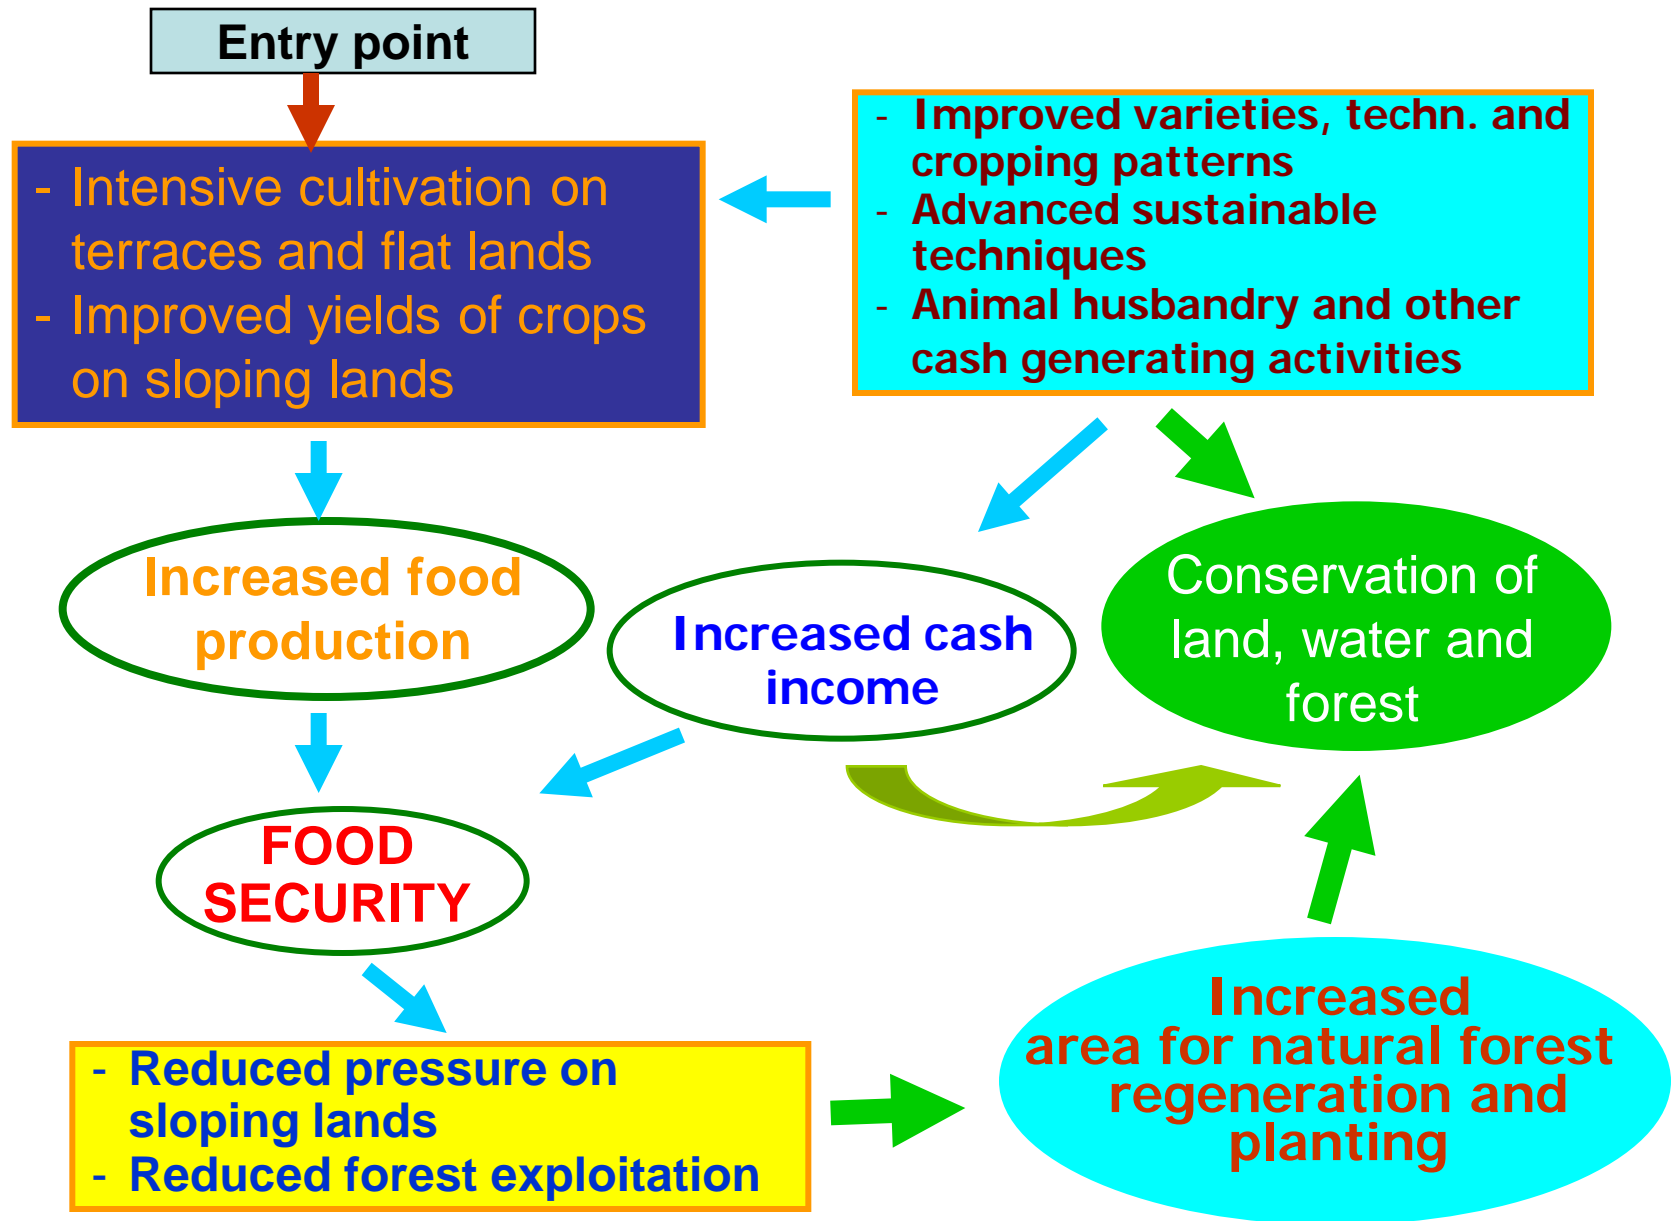 Entry point
- Intensive cultivation on
terraces and flat lands
- Improved yields of crops
on sloping lands
- Improved varieties, techn. and
cropping patterns
- Advanced sustainable
techniques
- Animal husbandry and other
cash generating activities
Increased food
production
Increased cash
income
Conservation of
land, water and
forest
FOOD
SECURITY
- Reduced pressure on
sloping lands
- Reduced forest exploitation
Increased
area for natural forest
regeneration and
planting